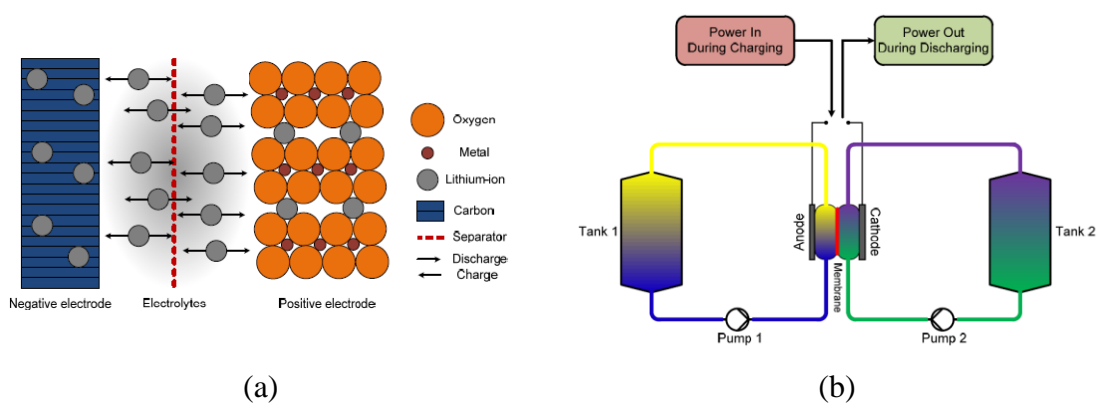 Negative electrode
Electrolytes
Positive electrode
Oxygen
Metal
Lithium-ion
Carbon
Separator
Discharge
Charge
(a)
Power In
During Charging
Power Out
During Discharging
Tank 1
Anode
Membrane
Cathode
Tank 2
Pump 1
Pump 2
(b)